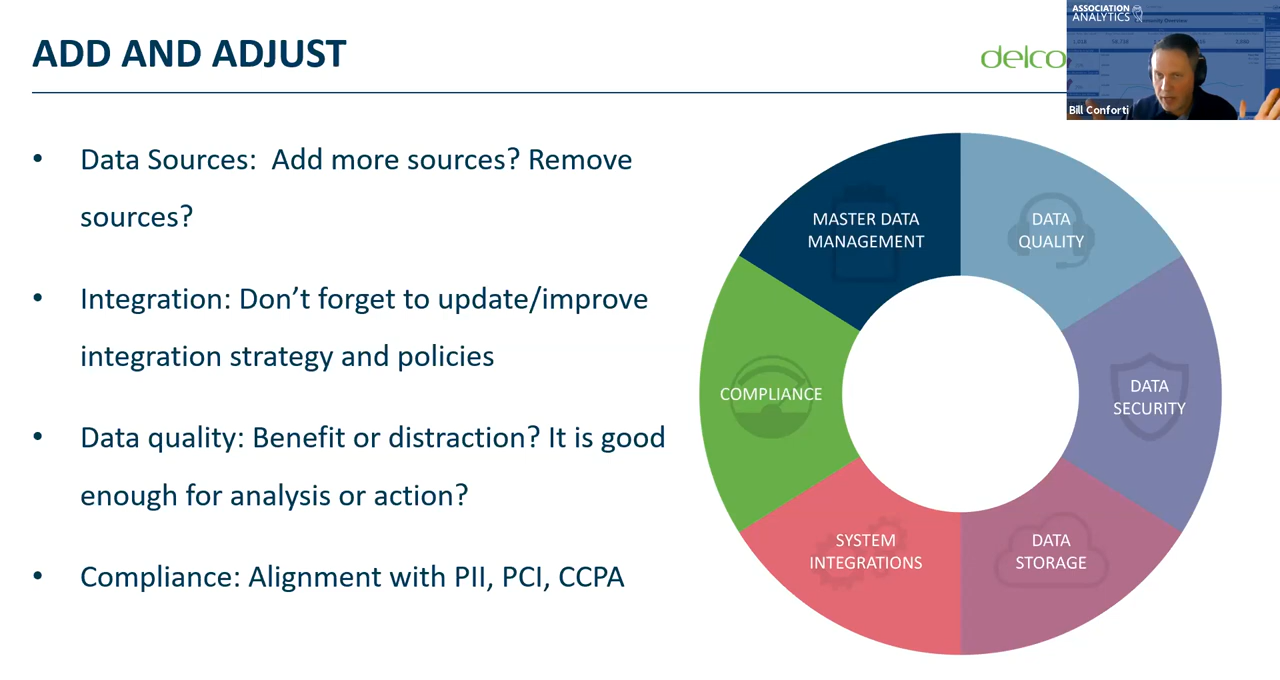 ADD AND ADJUST
delco
ASSOCIATION
ANALYTICS
Bill Conforti
• Data Sources:  Add more sources? Remove
sources?
• Integration: Don’t forget to update/improve
integration strategy and policies
• Data quality: Benefit or distraction? It is good
enough for analysis or action?
• Compliance: Alignment with PII, PCI, CCPA
MASTER DATA
MANAGEMENT
DATA
QUALITY
COMPLIANCE
DATA
SECURITY
SYSTEM
INTEGRATIONS
DATA
STORAGE